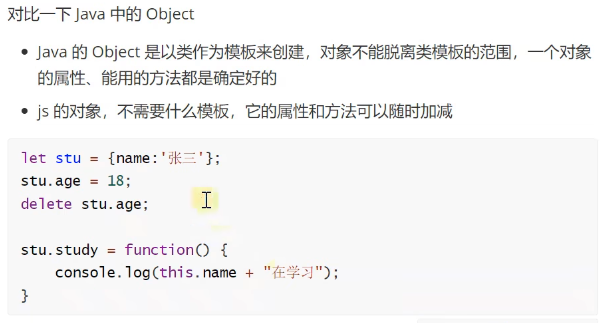 对比一下 Java 中的 Object
Java 的 Object 是以类作为模板来创建，对象不能脱离类模板的范围，一个对象
的属性、能用的方法都是确定好的
js 的对象，不需要什么模板，它的属性和方法可以随时加减
let stu = {name:'张三'};
stu.age = 18;
delete stu.age;
stu.study = function() {
    console.log(this.name + "在学习");
}